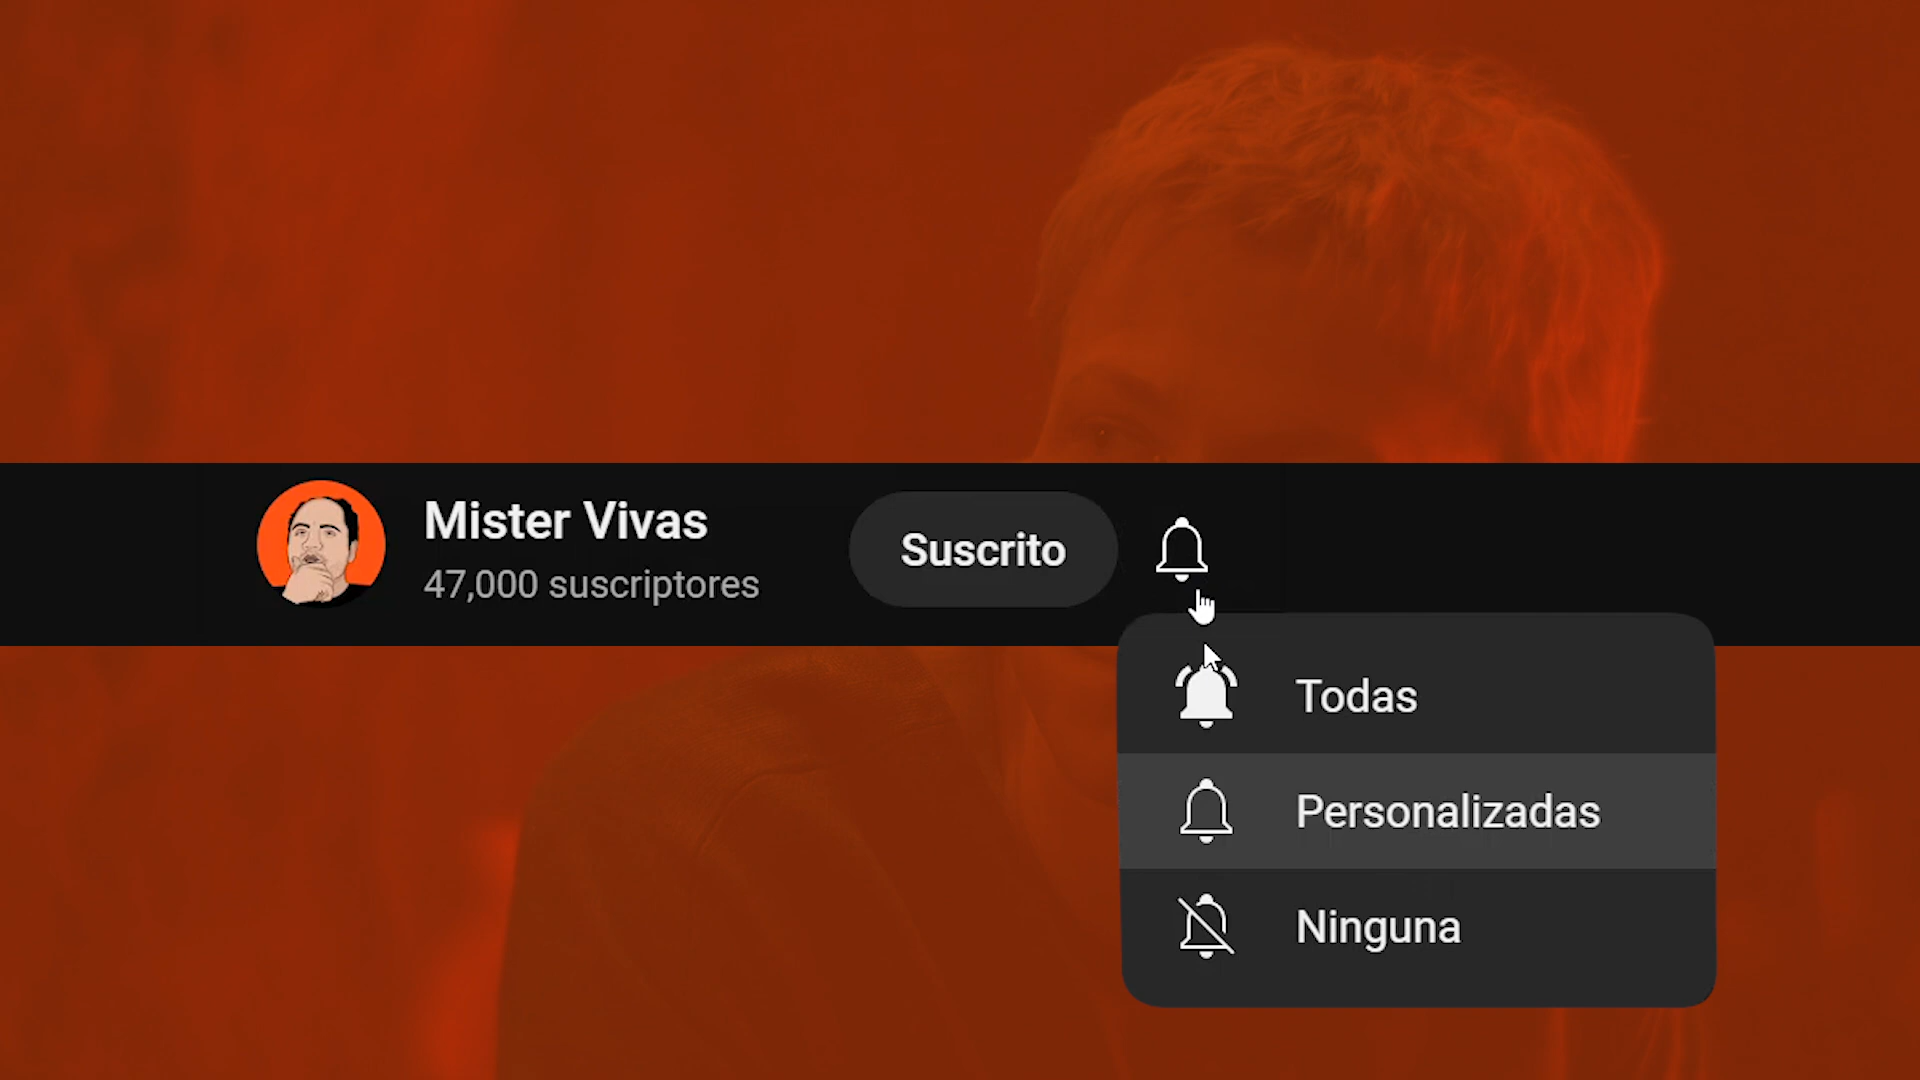 Mister Vivas
47,000 suscriptores
Suscrito
Todas
Personalizadas
Ninguna